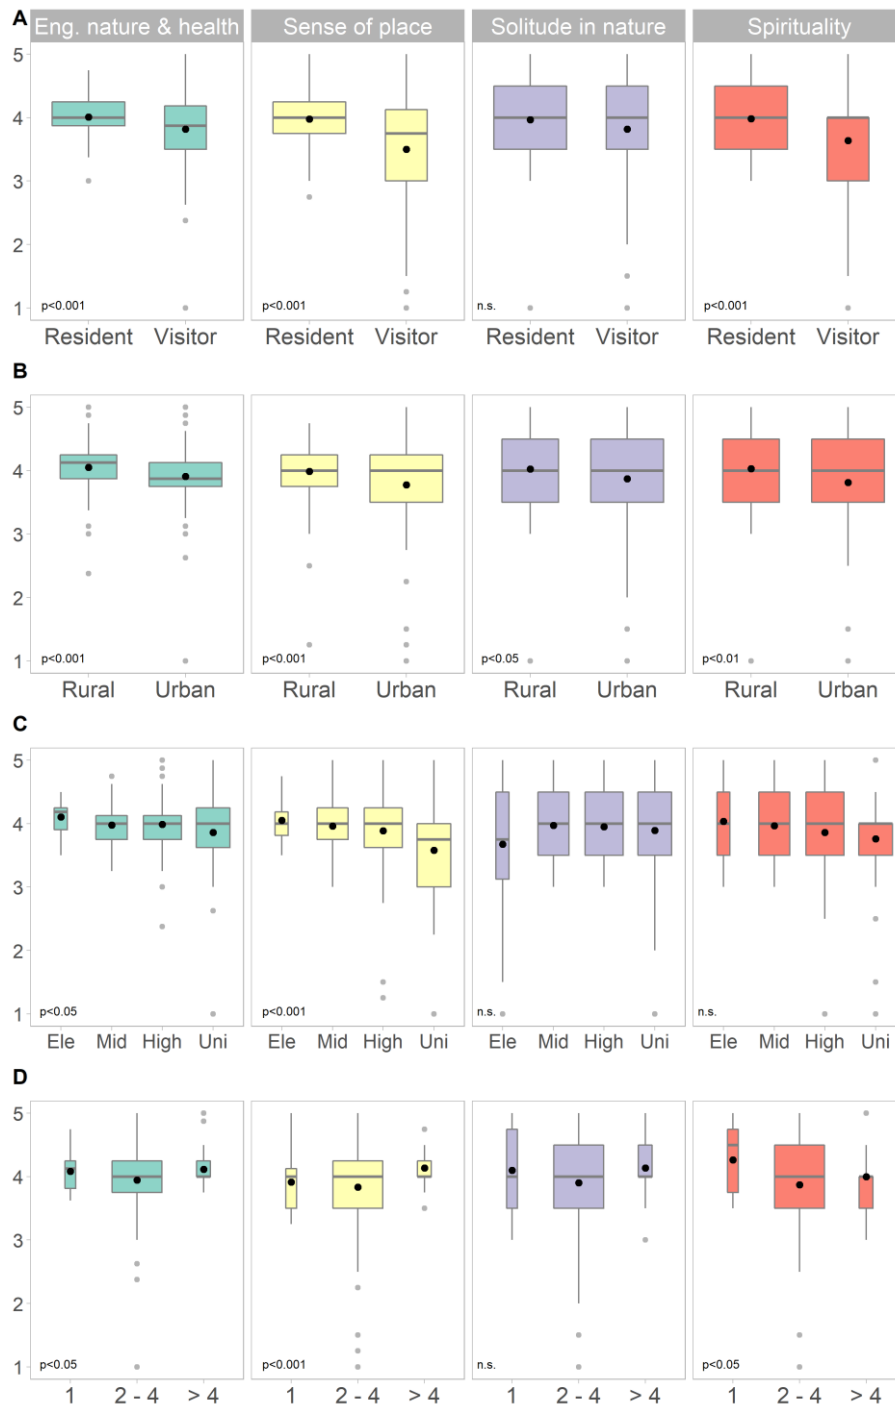 A
Eng. nature & health Sense of place Solitude in nature Spirituality
5
4
3
2
1
p<0.001 p<0.001 n.s. p<0.001
Resident Visitor Resident Visitor Resident Visitor Resident Visitor
B
5
4
3
2
1
p<0.001 p<0.001 p<0.05 p<0.01
Rural Urban Rural Urban Rural Urban Rural Urban
C
5
4
3
2
1
p<0.05 p<0.001 n.s. n.s.
Ele Mid High Uni Ele Mid High Uni Ele Mid High Uni Ele Mid High Uni
D
5
4
3
2
1
p<0.05 p<0.001 n.s. p<0.05
1 2 - 4 > 4 1 2 - 4 > 4 1 2 - 4 > 4 1 2 - 4 > 4